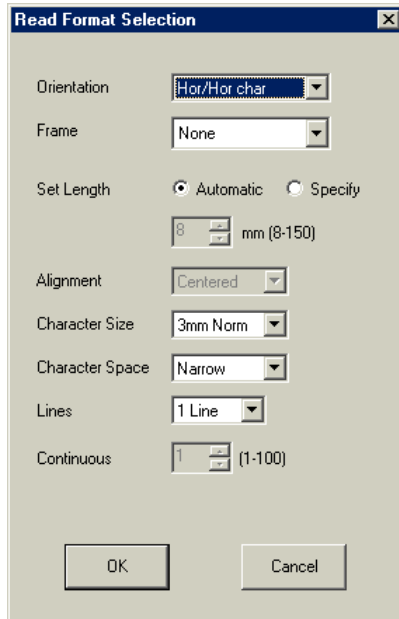 Read Format Selection
Orientation Hor/Hor char
Frame None
Set Length Automatic Specify
8 mm (8-150)
Alignment Centered
Character Size 3mm Norm
Character Space Narrow
Lines 1 Line
Continuous 1 (1-100)
OK Cancel